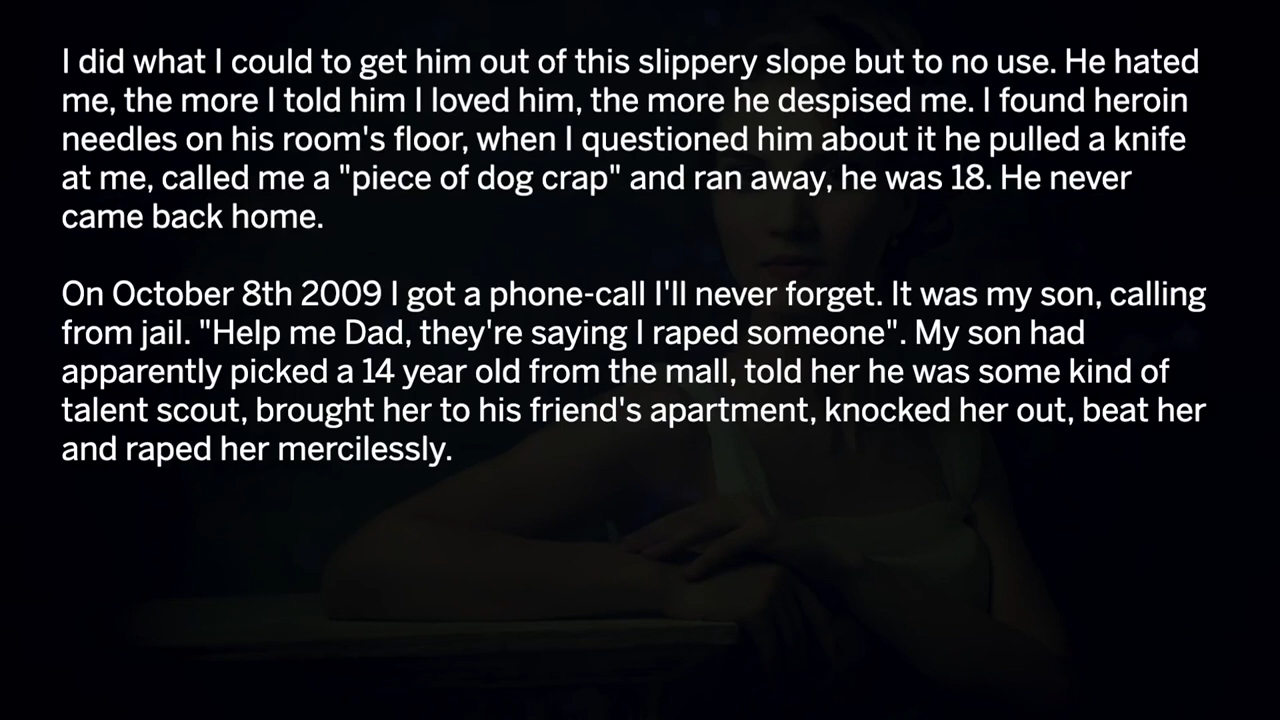 I did what I could to get him out of this slippery slope but to no use. He hated
me, the more I told him I loved him, the more he despised me. I found heroin
needles on his room's floor, when I questioned him about it he pulled a knife
at me, called me a "piece of dog crap" and ran away, he was 18. He never
came back home.
On October 8th 2009 I got a phone-call I'll never forget. It was my son, calling
from jail. "Help me Dad, they're saying I raped someone". My son had
apparently picked a 14 year old from the mall, told her he was some kind of
talent scout, brought her to his friend's apartment, knocked her out, beat her
and raped her mercilessly.